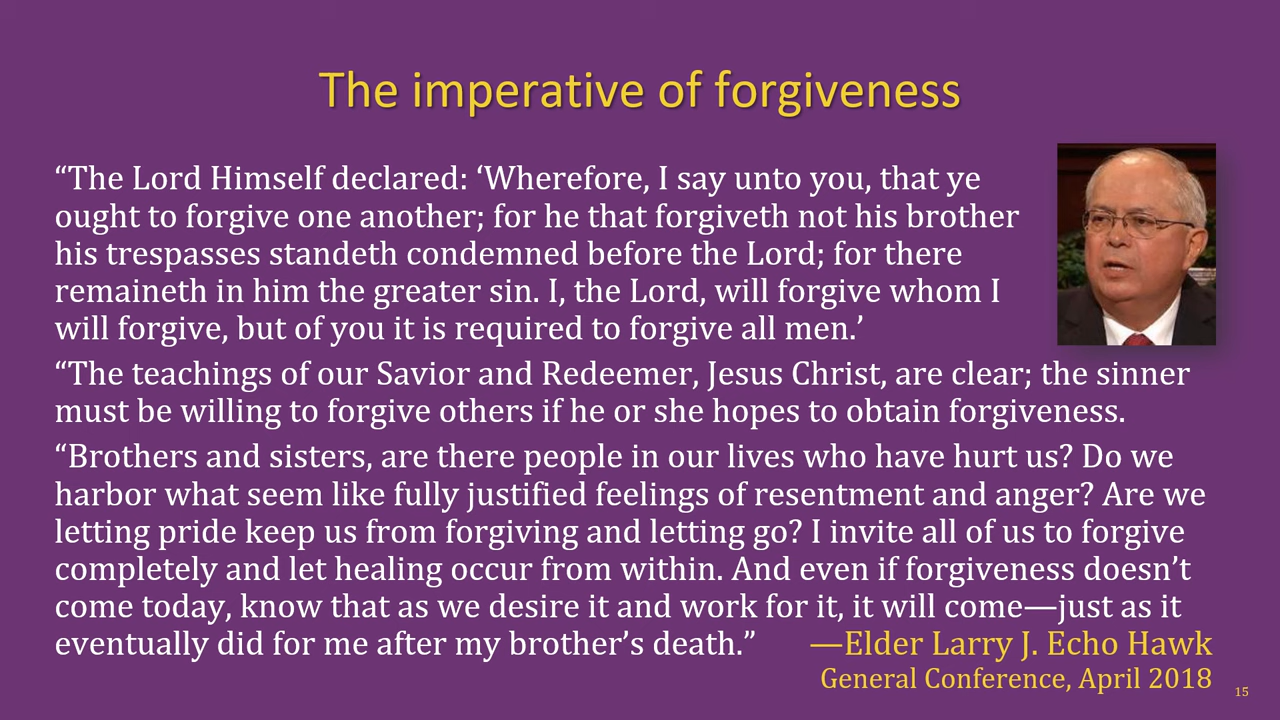 The imperative of forgiveness
“The Lord Himself declared: ‘Wherefore, I say unto you, that ye
ought to forgive one another; for he that forgiveth not his brother
his trespasses standeth condemned before the Lord; for there
remaineth in him the greater sin. I, the Lord, will forgive whom I
will forgive, but of you it is required to forgive all men.’
“The teachings of our Savior and Redeemer, Jesus Christ, are clear; the sinner
must be willing to forgive others if he or she hopes to obtain forgiveness.
“Brothers and sisters, are there people in our lives who have hurt us? Do we
harbor what seem like fully justified feelings of resentment and anger? Are we
letting pride keep us from forgiving and letting go? I invite all of us to forgive
completely and let healing occur from within. And even if forgiveness doesn’t
come today, know that as we desire it and work for it, it will come—just as it
eventually did for me after my brother’s death.” —Elder Larry J. Echo Hawk
General Conference, April 2018
15